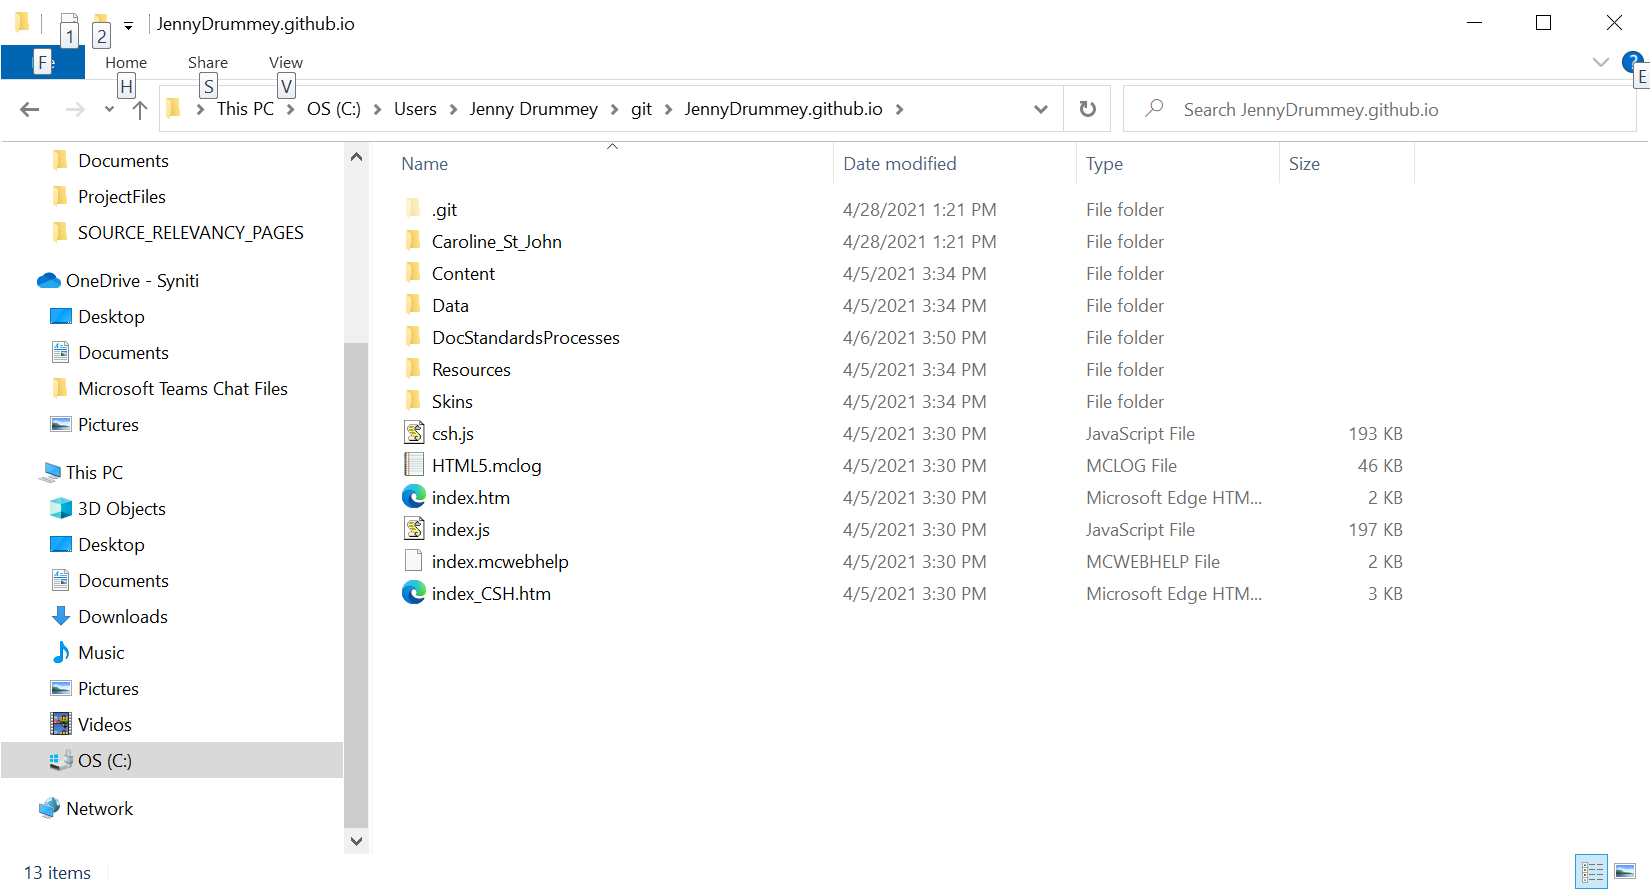 JennyDrummey.github.io
1
2
F
Home
Share
View
H
S
V
E
This PC
OS (C:)
Users
Jenny Drummey
git
JennyDrummey.github.io
Search JennyDrummey.github.io
Documents
ProjectFiles
SOURCE_RELEVANCY_PAGES
OneDrive - Syniti
Desktop
Documents
Microsoft Teams Chat Files
Pictures
This PC
3D Objects
Desktop
Documents
Downloads
Music
Pictures
Videos
OS (C:)
Network
Name Date modified Type Size
.git 4/28/2021 1:21 PM File folder
Caroline_St_John 4/28/2021 1:21 PM File folder
Content 4/5/2021 3:34 PM File folder
Data 4/5/2021 3:34 PM File folder
DocStandardsProcesses 4/6/2021 3:50 PM File folder
Resources 4/5/2021 3:34 PM File folder
Skins 4/5/2021 3:34 PM File folder
csh.js 4/5/2021 3:30 PM JavaScript File 193 KB
HTML5.mclog 4/5/2021 3:30 PM MCLOG File 46 KB
index.htm 4/5/2021 3:30 PM Microsoft Edge HTM... 2 KB
index.js 4/5/2021 3:30 PM JavaScript File 197 KB
index.mcwebhelp 4/5/2021 3:30 PM MCWEBHELP File 2 KB
index_CSH.htm 4/5/2021 3:30 PM Microsoft Edge HTM... 3 KB
13 items